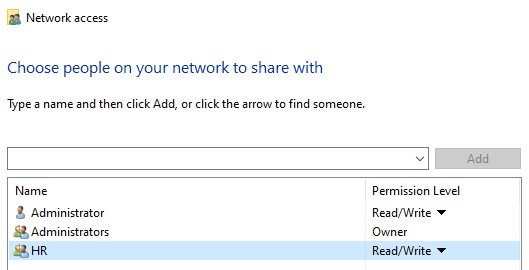 Network access
Choose people on your network to share with
Type a name and then click Add, or click the arrow to find someone.
Add
Name Permission Level
Administrator Read/Write
Administrators Owner
HR Read/Write